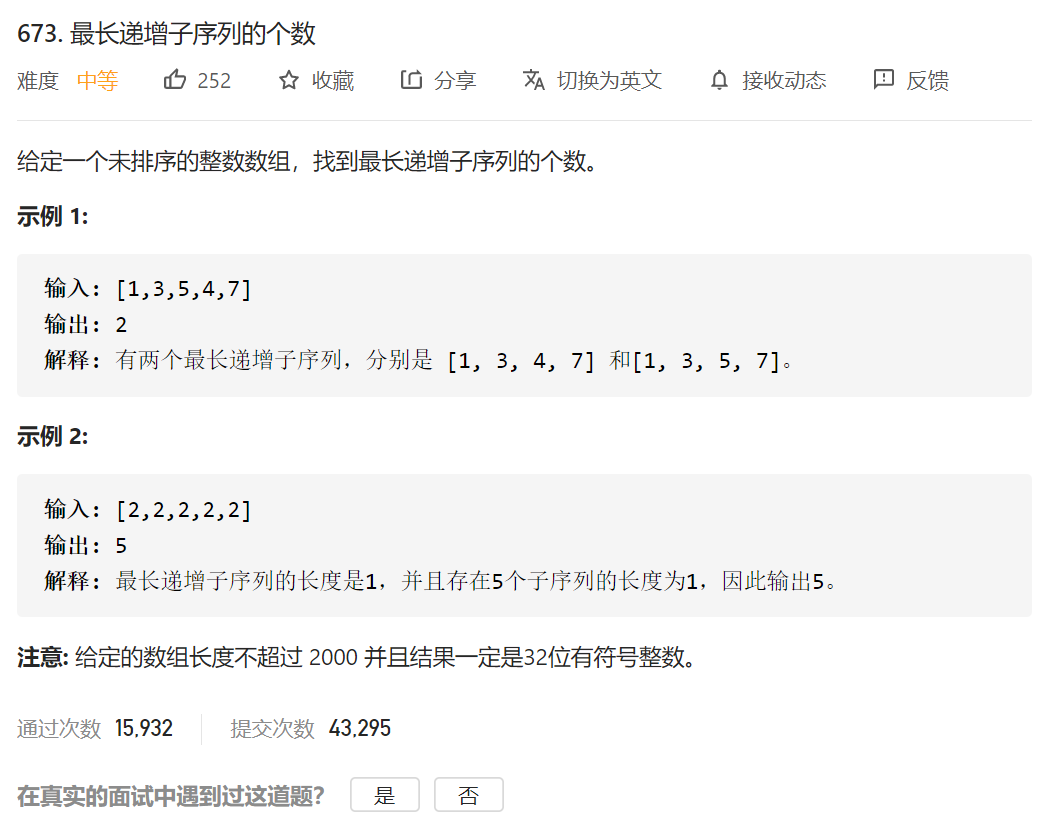 673. 最长递增子序列的个数
难度 中等 252 收藏 分享 切换为英文 接收动态 反馈
给定一个未排序的整数数组，找到最长递增子序列的个数。
示例 1:
输入: [1,3,5,4,7]
输出: 2
解释: 有两个最长递增子序列，分别是 [1, 3, 4, 7] 和[1, 3, 5, 7]。
示例 2:
输入: [2,2,2,2,2]
输出: 5
解释: 最长递增子序列的长度是1，并且存在5个子序列的长度为1，因此输出5。
注意: 给定的数组长度不超过 2000 并且结果一定是32位有符号整数。
通过次数 15,932 提交次数 43,295
在真实的面试中遇到过这道题? 是 否